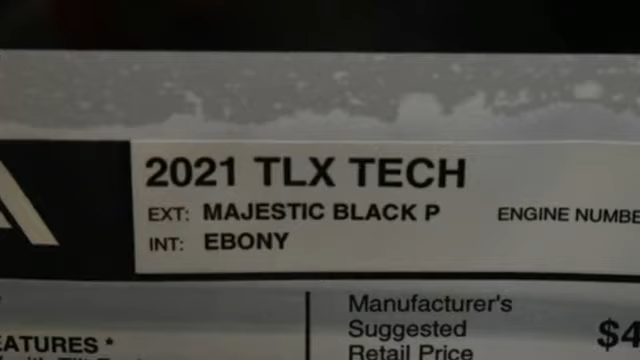 2021 TLX TECH
EXT: MAJESTIC BLACK P
ENGINE NUMBE
INT: EBONY
Manufacturer's
Suggested
Retail Price
$4
EATURES *